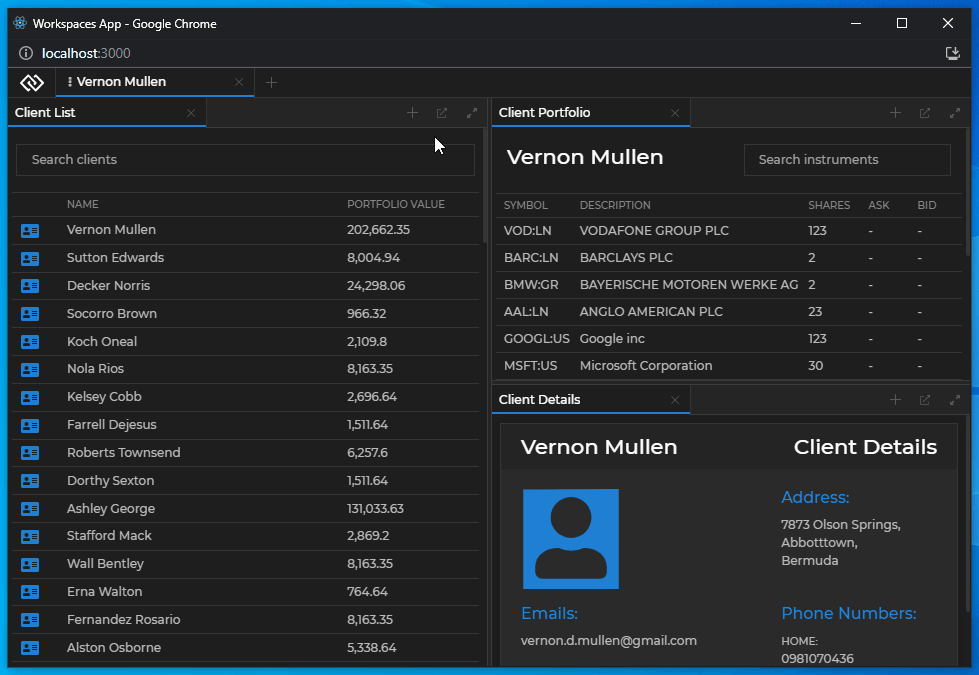 Workspaces App - Google Chrome
localhost:3000
Vernon Mullen
Client List
Search clients
NAME PORTFOLIO VALUE
Vernon Mullen 202,662.35
Sutton Edwards 8,004.94
Decker Norris 24,298.06
Socorro Brown 966.32
Koch Oneal 2,109.8
Nola Rios 8,163.35
Kelsey Cobb 2,696.64
Farrell Dejesus 1,511.64
Roberts Townsend 6,257.6
Dorthy Sexton 1,511.64
Ashley George 131,033.63
Stafford Mack 2,869.2
Wall Bentley 8,163.35
Erna Walton 764.64
Fernandez Rosario 8,163.35
Alston Osborne 5,338.64
Client Portfolio
Vernon Mullen Search instruments
SYMBOL DESCRIPTION SHARES ASK BID
VOD:LN VODAFONE GROUP PLC 123 - -
BARC:LN BARCLAYS PLC 2 - -
BMW:GR BAYERISCHE MOTOREN WERKE AG 2 - -
AAL:LN ANGLO AMERICAN PLC 23 - -
GOOGL:US Google inc 123 - -
MSFT:US Microsoft Corporation 30 - -
Client Details
Vernon Mullen Client Details
Address:
7873 Olson Springs,
Abbotttown,
Bermuda
Emails:
vernon.d.mullen@gmail.com
Phone Numbers:
HOME:
0981070436